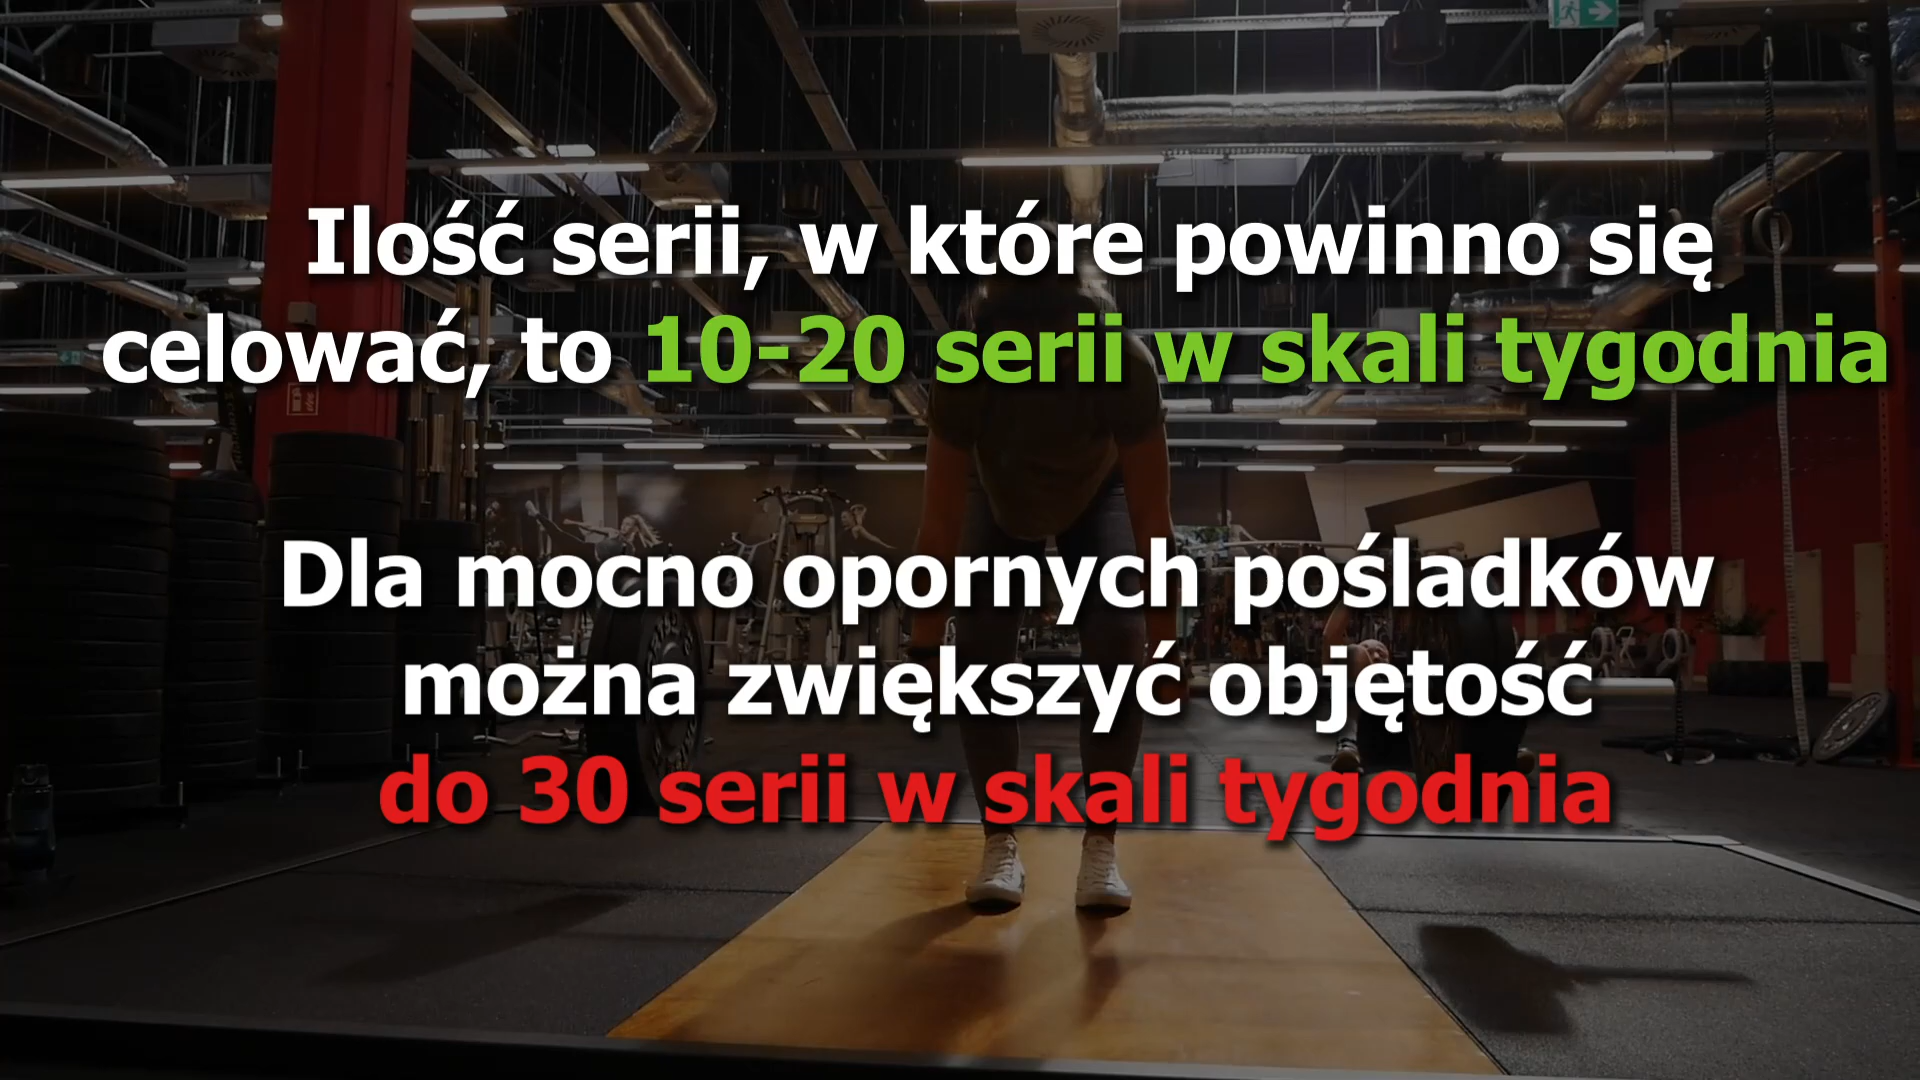 Ilość serii, w które powinno się
celować, to 10-20 serii w skali tygodnia
Dla mocno opornych pośladków
można zwiększyć objętość
do 30 serii w skali tygodnia